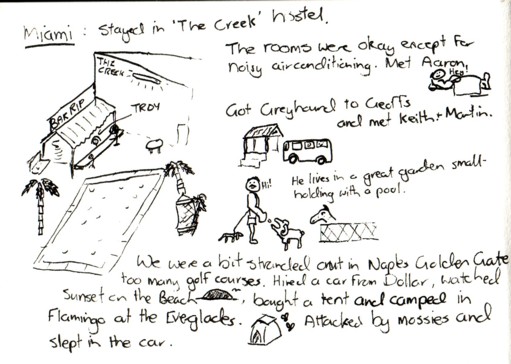 Miami: Stayed in 'The Creek' hostel.
The rooms were okay except for
noisy airconditioning. Met Aaron.
THE
CREEK
BAR RIP
TROY
Got Greyhound to Geoffs
and met Keith + Martin.
Hi!
He lives in a great garden small-
holding with a pool.
We were a bit stranded out in Naples Golden Gate
too many golf courses. Hired a car from Dollar, watched
Sunset on the Beach, bought a tent and camped in
Flamingo at the Everglades. Attacked by mossies and
slept in the car.